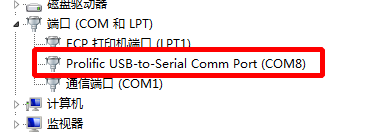 磁盘驱动器
端口 (COM 和 LPT)
ECP 打印机端口 (LPT1)
Prolific USB-to-Serial Comm Port (COM8)
通信端口 (COM1)
计算机
监视器